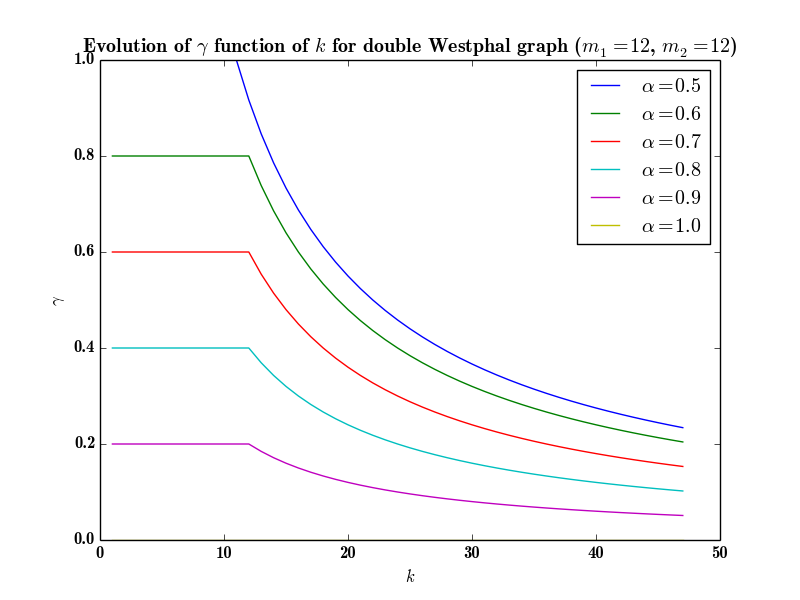 Evolution of γ function of k for double Westphal graph (m₁ =12, m₂ =12)
1.0
0.8
0.6
0.4
0.2
0.0
γ
α=0.5
α=0.6
α=0.7
α=0.8
α=0.9
α=1.0
0 10 20 30 40 50
k